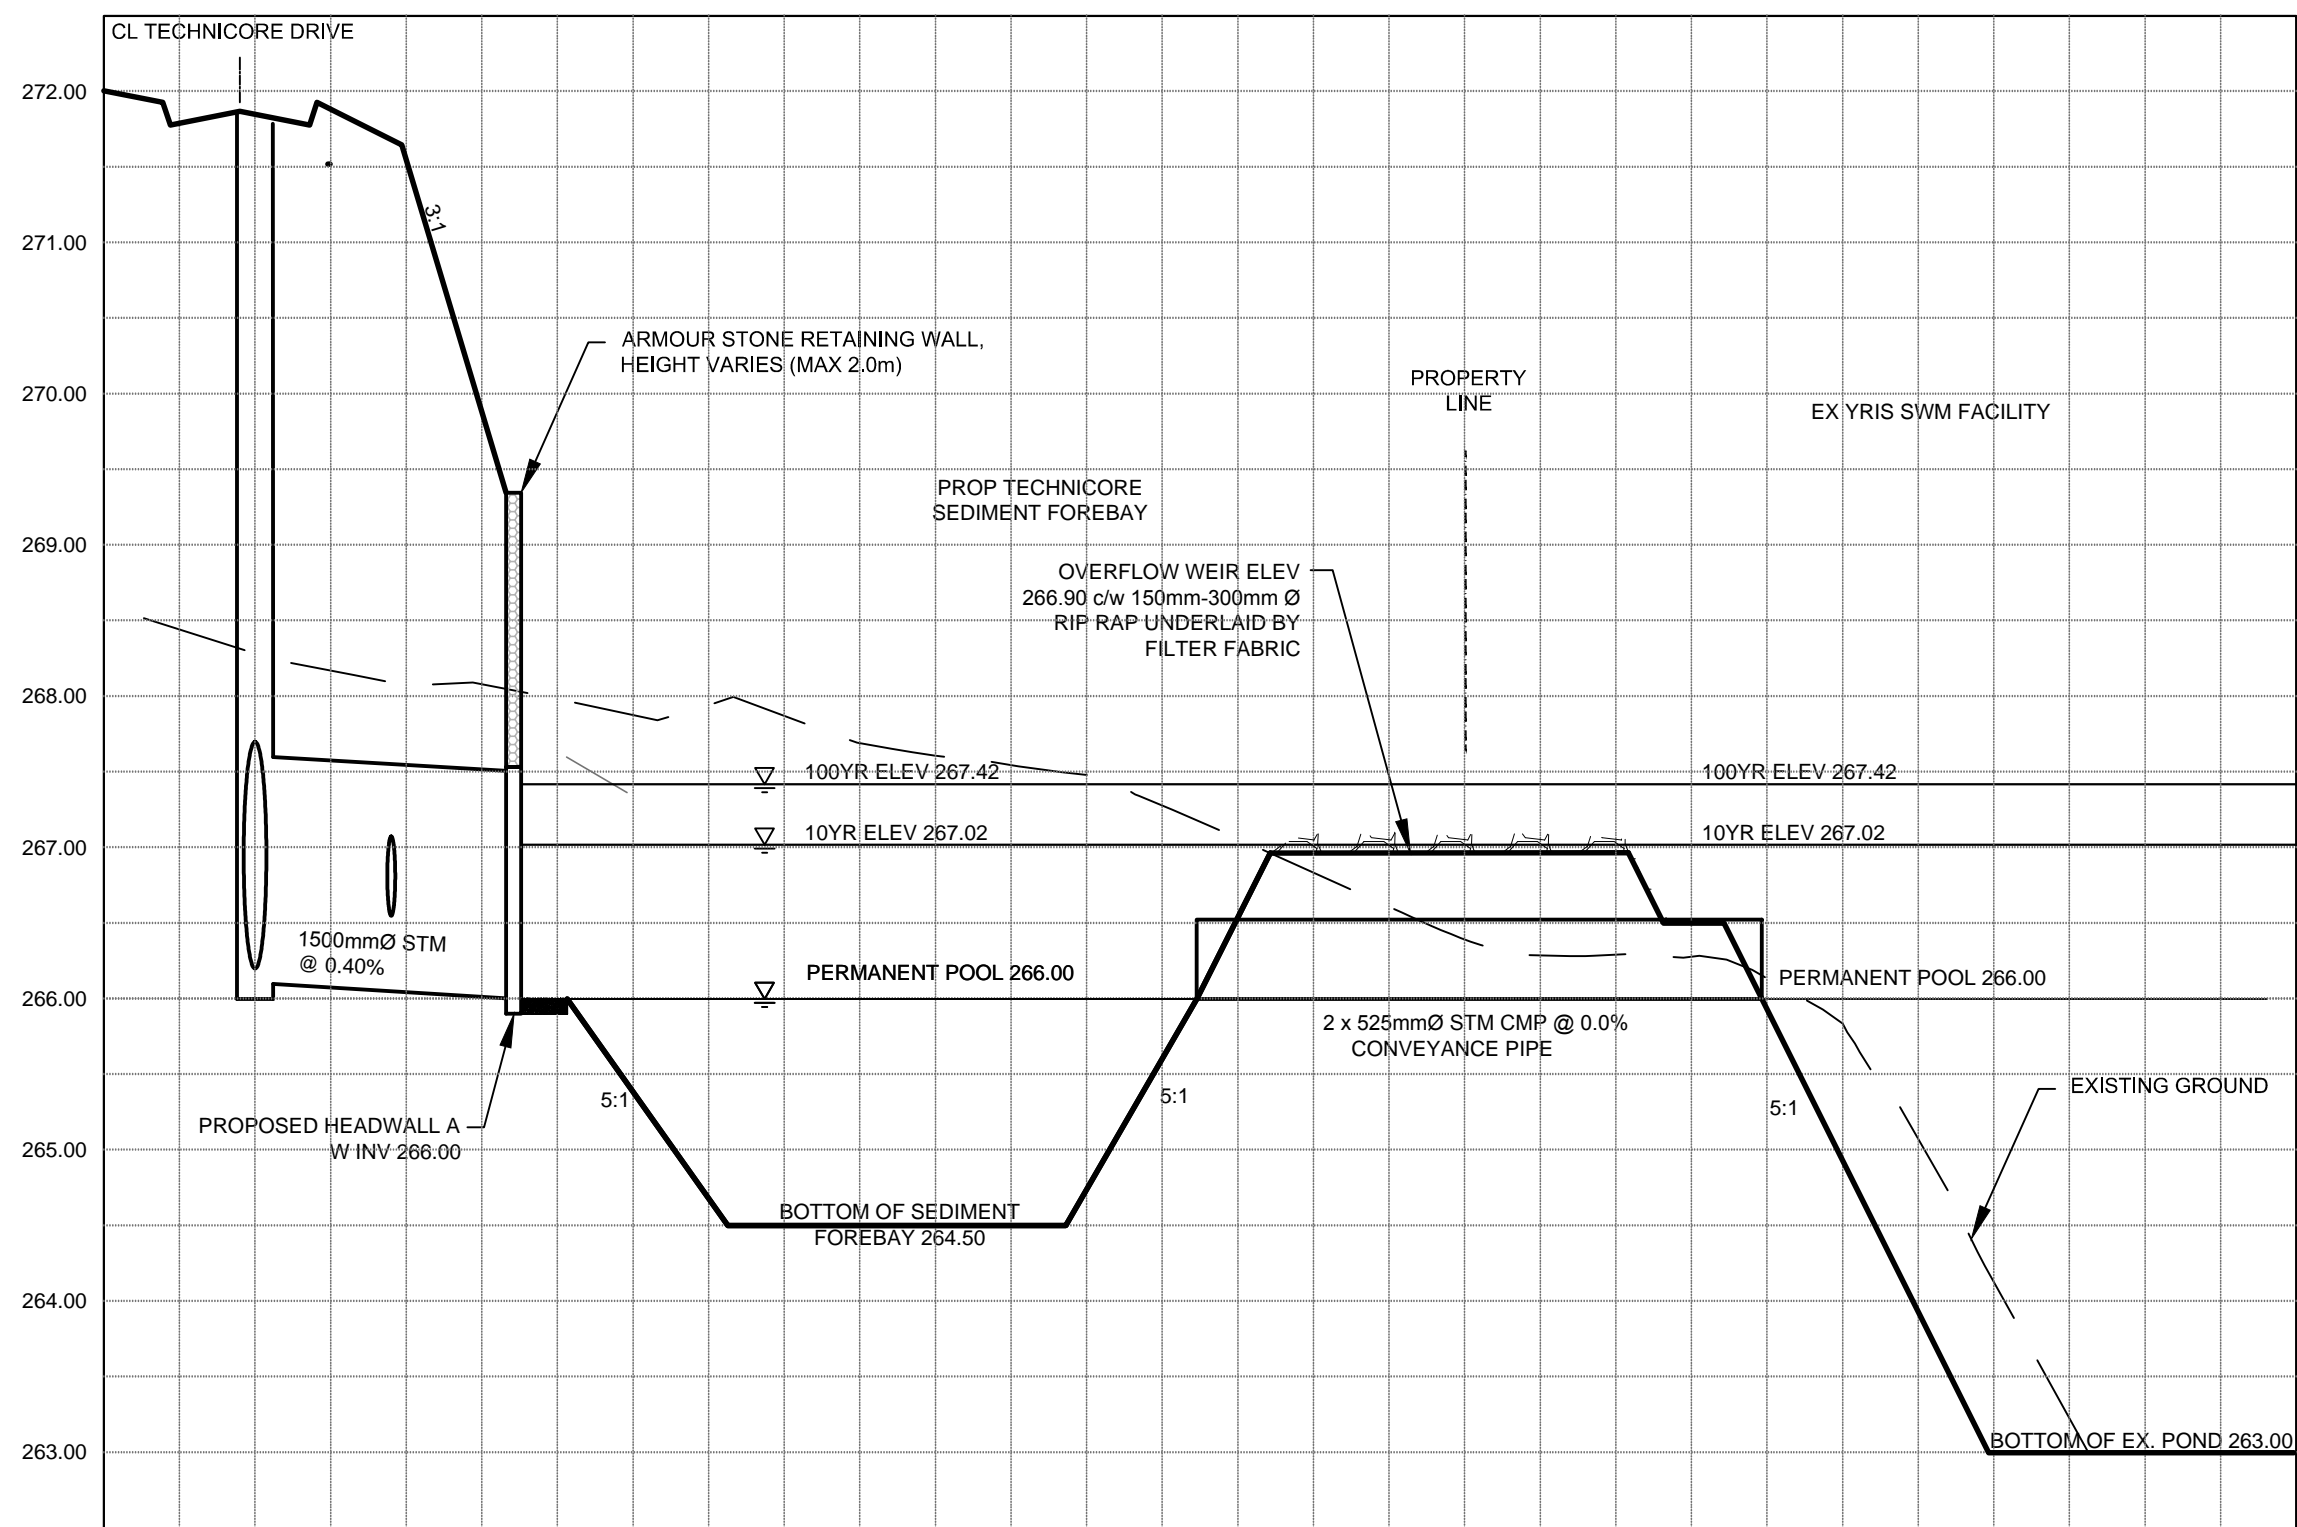 CL TECHNICORE DRIVE
272.00
271.00
270.00
269.00
268.00
267.00
266.00
265.00
264.00
263.00
3:1
ARMOUR STONE RETAINING WALL,
HEIGHT VARIES (MAX 2.0m)
PROPERTY
LINE
EX YRIS SWM FACILITY
PROP TECHNICORE
SEDIMENT FOREBAY
OVERFLOW WEIR ELEV
266.90 c/w 150mm-300mm Ø
RIP RAP UNDERLAID BY
FILTER FABRIC
100YR ELEV 267.42
100YR ELEV 267.42
10YR ELEV 267.02
10YR ELEV 267.02
1500mmØ STM
@ 0.40%
PERMANENT POOL 266.00
PERMANENT POOL 266.00
2 x 525mmØ STM CMP @ 0.0%
CONVEYANCE PIPE
5:1
5:1
5:1
EXISTING GROUND
PROPOSED HEADWALL A
W INV 266.00
BOTTOM OF SEDIMENT
FOREBAY 264.50
BOTTOM OF EX. POND 263.00